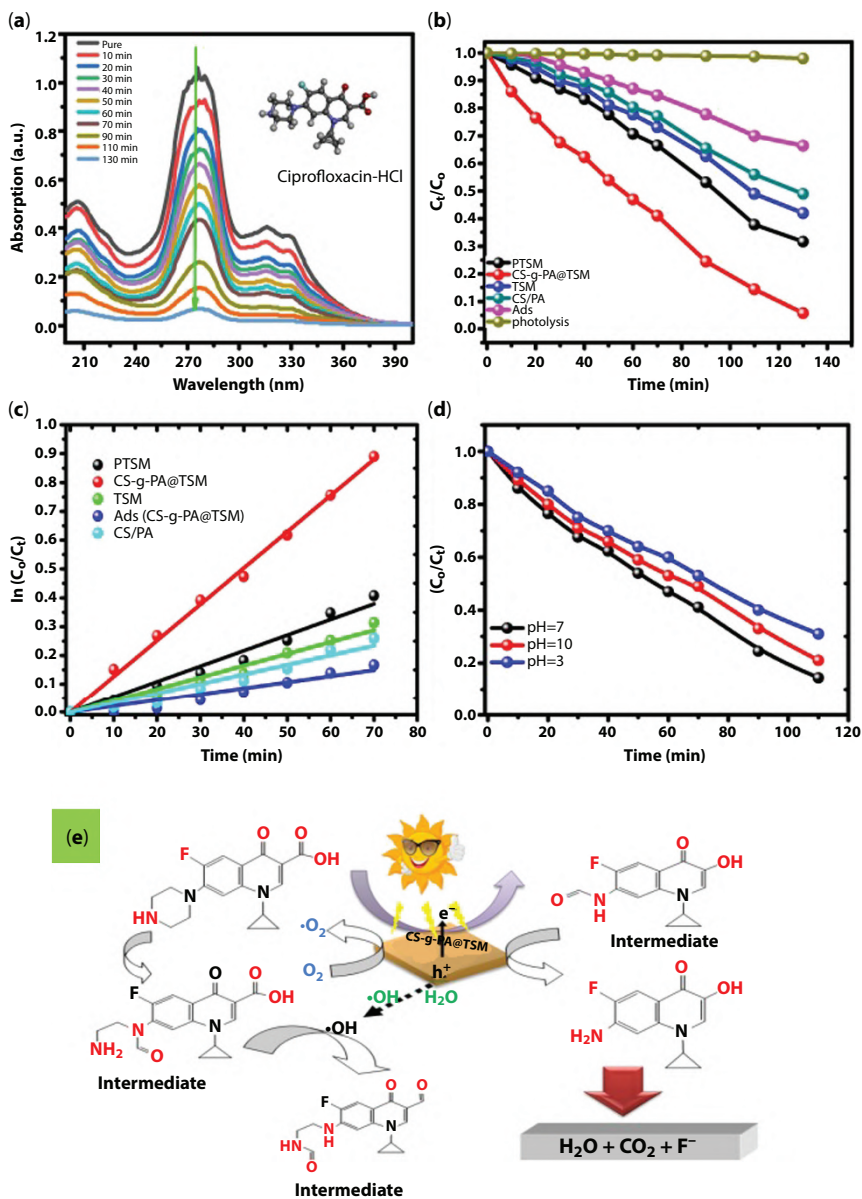 (a)
1.2
1.0
0.8
0.6
0.4
0.2
0.0
Absorption (a.u.)
Pure
10 min
20 min
30 min
40 min
50 min
60 min
70 min
90 min
110 min
130 min
Ciprofloxacin-HCl
210 240 270 300 330 360 390
Wavelength (nm)
(b)
1.0
0.9
0.8
0.7
0.6
0.5
0.4
0.3
0.2
0.1
0.0
Ct/Co
PTSM
CS-g-PA@TSM
TSM
CS/PA
Ads
photolysis
0 20 40 60 80 100 120 140
Time (min)
(c)
1.0
0.9
0.8
0.7
0.6
0.5
0.4
0.3
0.2
0.1
0.0
ln (Co/Ct)
PTSM
CS-g-PA@TSM
TSM
Ads (CS-g-PA@TSM)
CS/PA
0 10 20 30 40 50 60 70 80
Time (min)
(d)
1.0
0.8
0.6
0.4
0.2
0.0
(Co/Ct)
pH=7
pH=10
pH=3
0 20 40 60 80 100 120
Time (min)
(e)
O O
F OH
N N
HN
•O2
O2
e−
CS-g-PA@TSM
h+
•OH H2O
•OH
O
F OH
O N N
H
Intermediate
O O
F OH
N N
NH2 O
Intermediate
O
F OH
H2N N
O O
F
HN N N
H
O
Intermediate
H2O + CO2 + F−